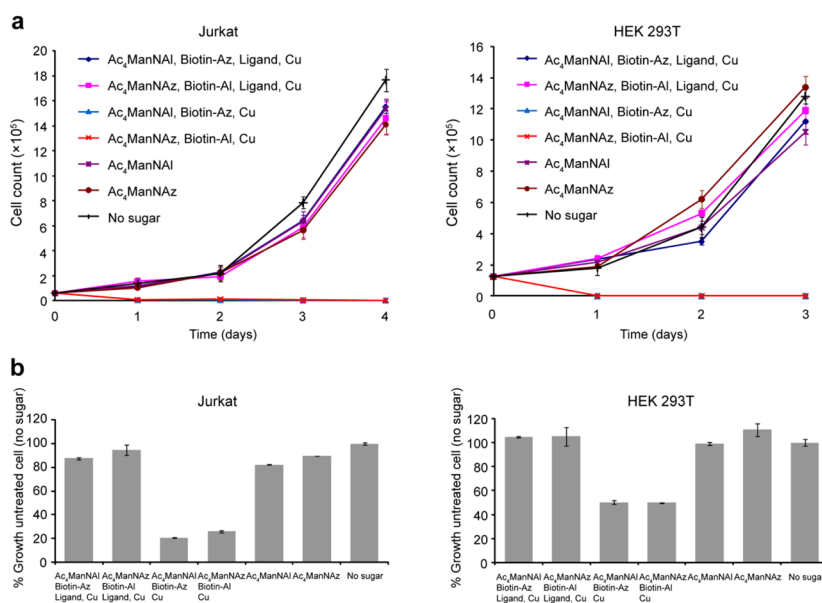 a
Jurkat
HEK 293T
20
18
16
14
12
10
8
6
4
2
0
Cell count (×10⁵)
Ac₄ManNAl, Biotin-Az, Ligand, Cu
Ac₄ManNAz, Biotin-Al, Ligand, Cu
Ac₄ManNAl, Biotin-Az, Cu
Ac₄ManNAz, Biotin-Al, Cu
Ac₄ManNAl
Ac₄ManNAz
No sugar
0 1 2 3 4
Time (days)
16
14
12
10
8
6
4
2
0
Cell count (×10⁵)
Ac₄ManNAl, Biotin-Az, Ligand, Cu
Ac₄ManNAz, Biotin-Al, Ligand, Cu
Ac₄ManNAl, Biotin-Az, Cu
Ac₄ManNAz, Biotin-Al, Cu
Ac₄ManNAl
Ac₄ManNAz
No sugar
0 1 2 3
Time (days)
b
Jurkat
HEK 293T
% Growth untreated cell (no sugar)
120
100
80
60
40
20
0
Ac₄ManNAl
Biotin-Az
Ligand, Cu
Ac₄ManNAz
Biotin-Al
Ligand, Cu
Ac₄ManNAl
Biotin-Az
Cu
Ac₄ManNAz
Biotin-Al
Cu
Ac₄ManNAl
Ac₄ManNAz
No sugar
% Growth untreated cell (no sugar)
120
100
80
60
40
20
0
Ac₄ManNAl
Biotin-Az
Ligand, Cu
Ac₄ManNAz
Biotin-Al
Ligand, Cu
Ac₄ManNAl
Biotin-Az
Cu
Ac₄ManNAz
Biotin-Al
Cu
Ac₄ManNAl
Ac₄ManNAz
No sugar